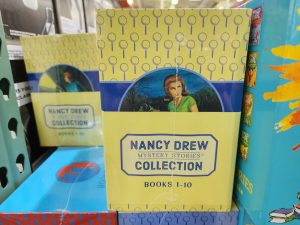 NANCY DREW
MYSTERY STORIES
COLLECTION
BOOKS 1-10
NANCY DREW
COLLECTION
BOOKS 1-10